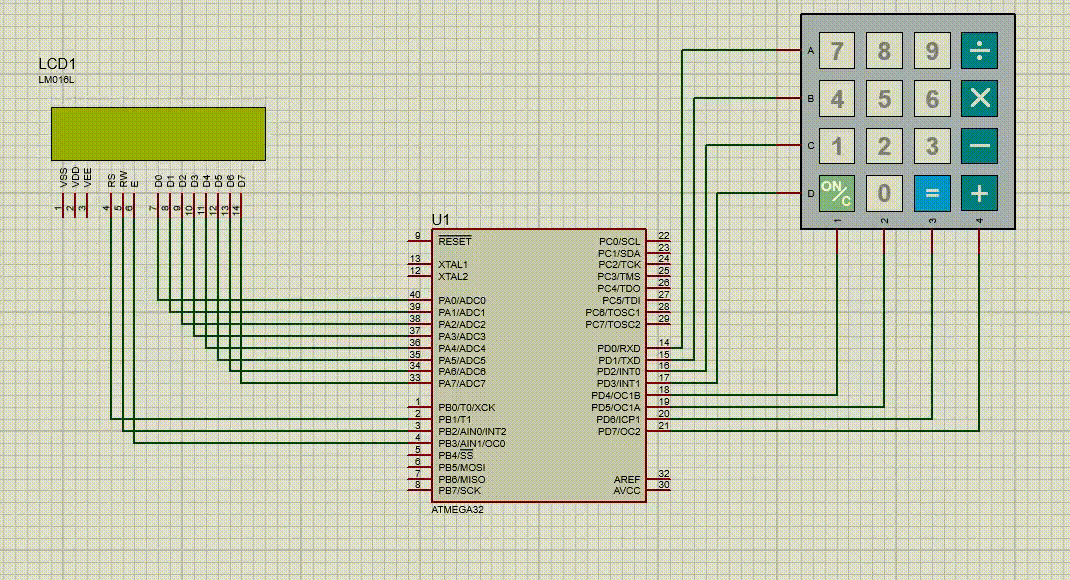 LCD1
LM016L
VSS
VDD
VEE
RS
RW
E
D0
D1
D2
D3
D4
D5
D6
D7
1
2
3
4
5
6
7
8
9
10
11
12
13
14
U1
9 RESET
13 XTAL1
12 XTAL2
40 PA0/ADC0
39 PA1/ADC1
38 PA2/ADC2
37 PA3/ADC3
36 PA4/ADC4
35 PA5/ADC5
34 PA6/ADC6
33 PA7/ADC7
1 PB0/T0/XCK
2 PB1/T1
3 PB2/AIN0/INT2
4 PB3/AIN1/OC0
5 PB4/SS
6 PB5/MOSI
7 PB6/MISO
8 PB7/SCK
PC0/SCL 22
PC1/SDA 23
PC2/TCK 24
PC3/TMS 25
PC4/TDO 26
PC5/TDI 27
PC6/TOSC1 28
PC7/TOSC2 29
PD0/RXD 14
PD1/TXD 15
PD2/INT0 16
PD3/INT1 17
PD4/OC1B 18
PD5/OC1A 19
PD6/ICP1 20
PD7/OC2 21
AREF 32
AVCC 30
ATMEGA32
A 7 8 9 ÷
B 4 5 6 ×
C 1 2 3 −
D ON/C 0 = +
1 2 3 4